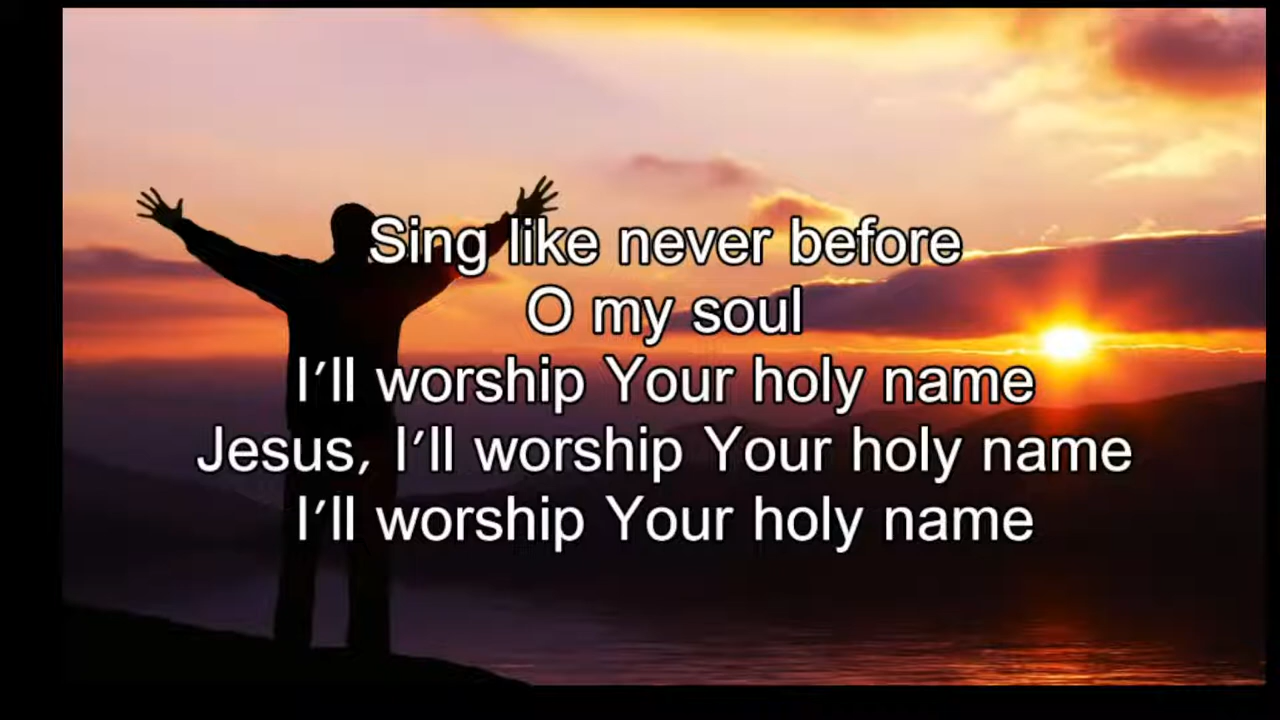 Sing like never before
O my soul
I'll worship Your holy name
Jesus, I'll worship Your holy name
I'll worship Your holy name